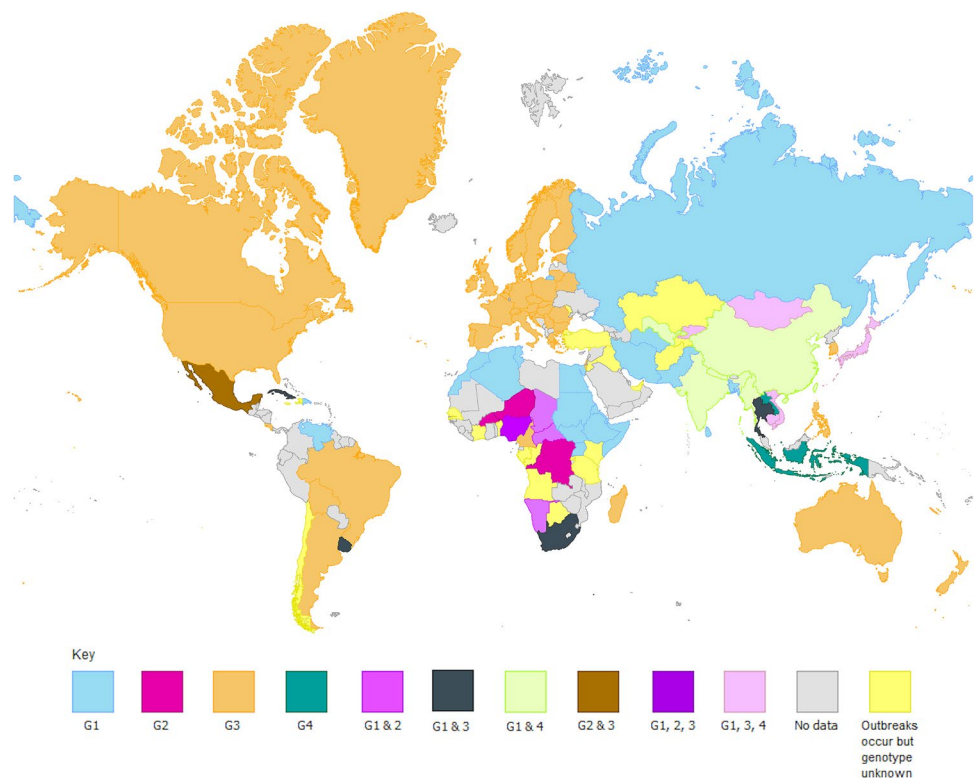 Key
G1
G2
G3
G4
G1 & 2
G1 & 3
G1 & 4
G2 & 3
G1, 2, 3
G1, 3, 4
No data
Outbreaks
occur but
genotype
unknown